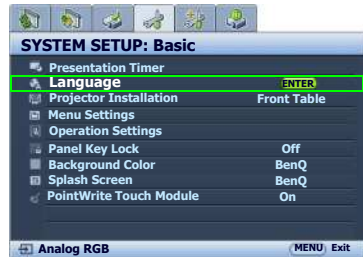 SYSTEM SETUP: Basic
Presentation Timer
Language ENTER
Projector Installation Front Table
Menu Settings
Operation Settings
Panel Key Lock Off
Background Color BenQ
Splash Screen BenQ
PointWrite Touch Module On
Analog RGB MENU Exit